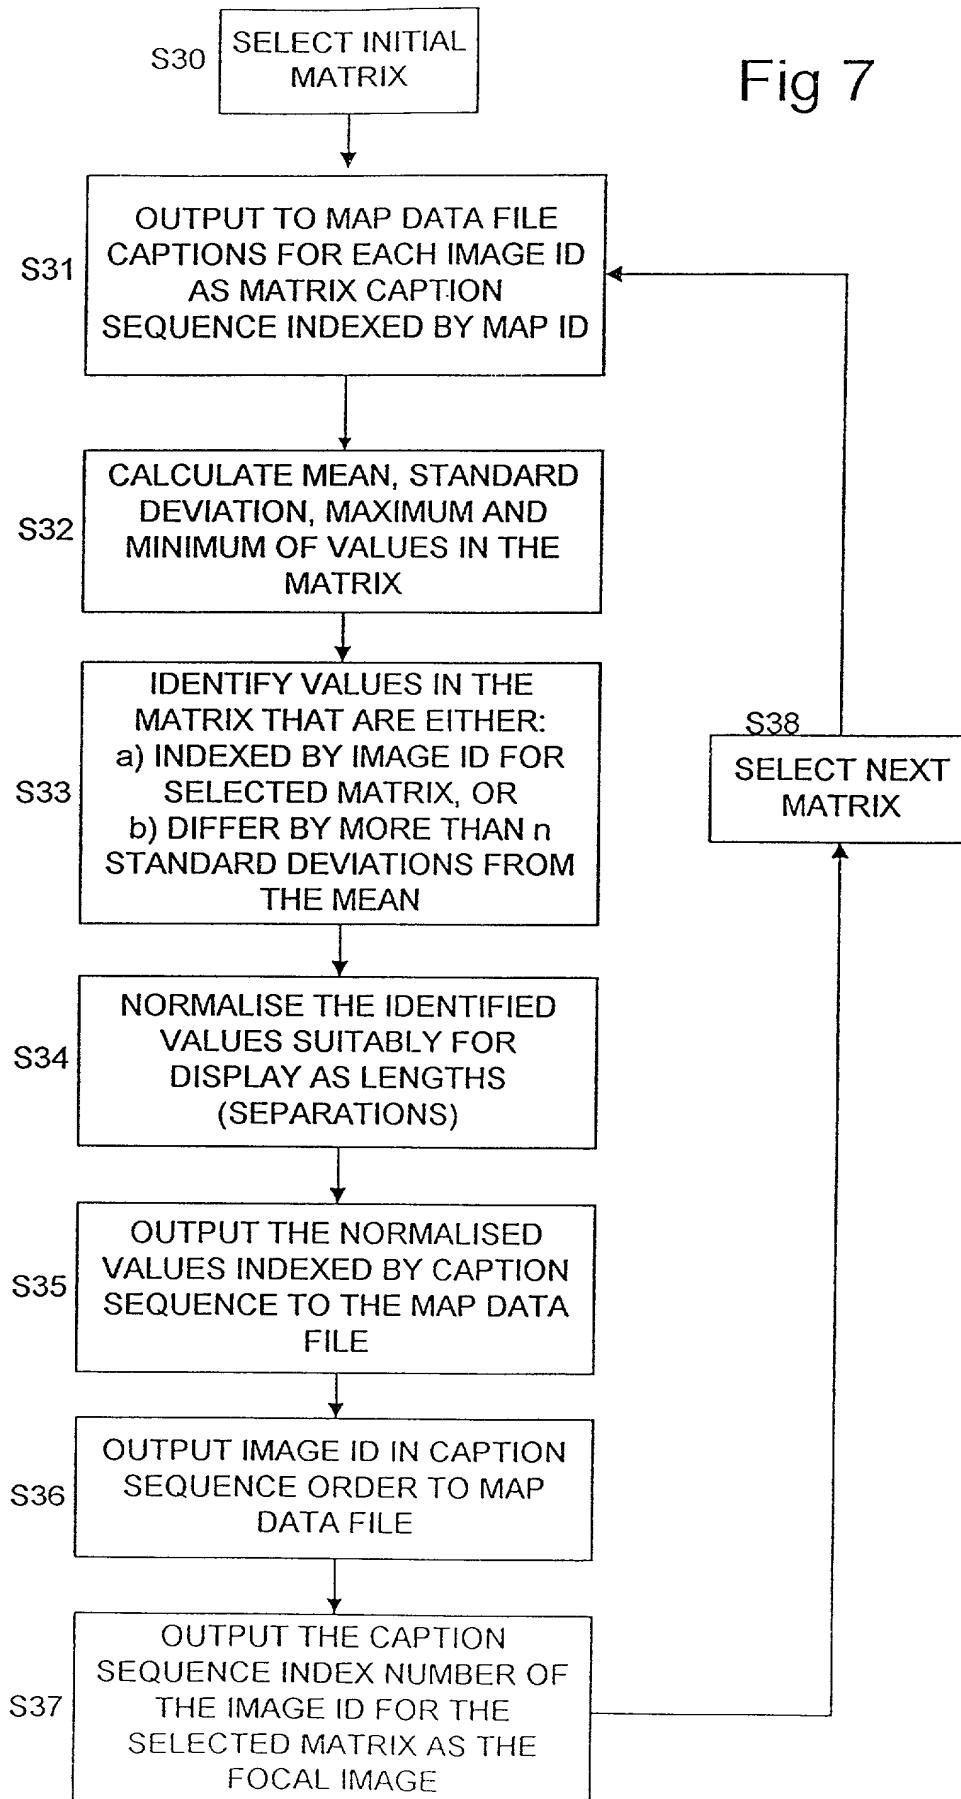 Fig 7
S30
SELECT INITIAL
MATRIX
S31
OUTPUT TO MAP DATA FILE
CAPTIONS FOR EACH IMAGE ID
AS MATRIX CAPTION
SEQUENCE INDEXED BY MAP ID
S32
CALCULATE MEAN, STANDARD
DEVIATION, MAXIMUM AND
MINIMUM OF VALUES IN THE
MATRIX
S33
IDENTIFY VALUES IN THE
MATRIX THAT ARE EITHER:
a) INDEXED BY IMAGE ID FOR
SELECTED MATRIX, OR
b) DIFFER BY MORE THAN n
STANDARD DEVIATIONS FROM
THE MEAN
S34
NORMALISE THE IDENTIFIED
VALUES SUITABLY FOR
DISPLAY AS LENGTHS
(SEPARATIONS)
S35
OUTPUT THE NORMALISED
VALUES INDEXED BY CAPTION
SEQUENCE TO THE MAP DATA
FILE
S36
OUTPUT IMAGE ID IN CAPTION
SEQUENCE ORDER TO MAP
DATA FILE
S37
OUTPUT THE CAPTION
SEQUENCE INDEX NUMBER OF
THE IMAGE ID FOR THE
SELECTED MATRIX AS THE
FOCAL IMAGE
S38
SELECT NEXT
MATRIX